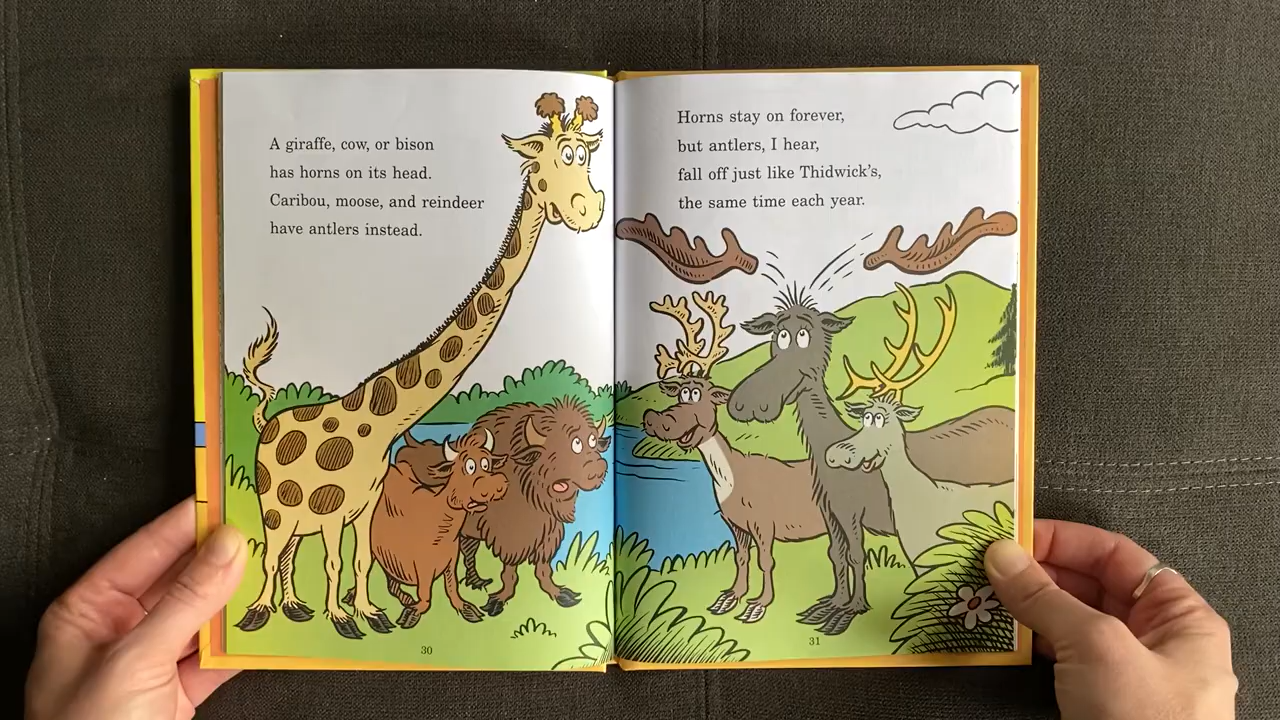 A giraffe, cow, or bison
has horns on its head.
Caribou, moose, and reindeer
have antlers instead.
30
Horns stay on forever,
but antlers, I hear,
fall off just like Thidwick's,
the same time each year.
31